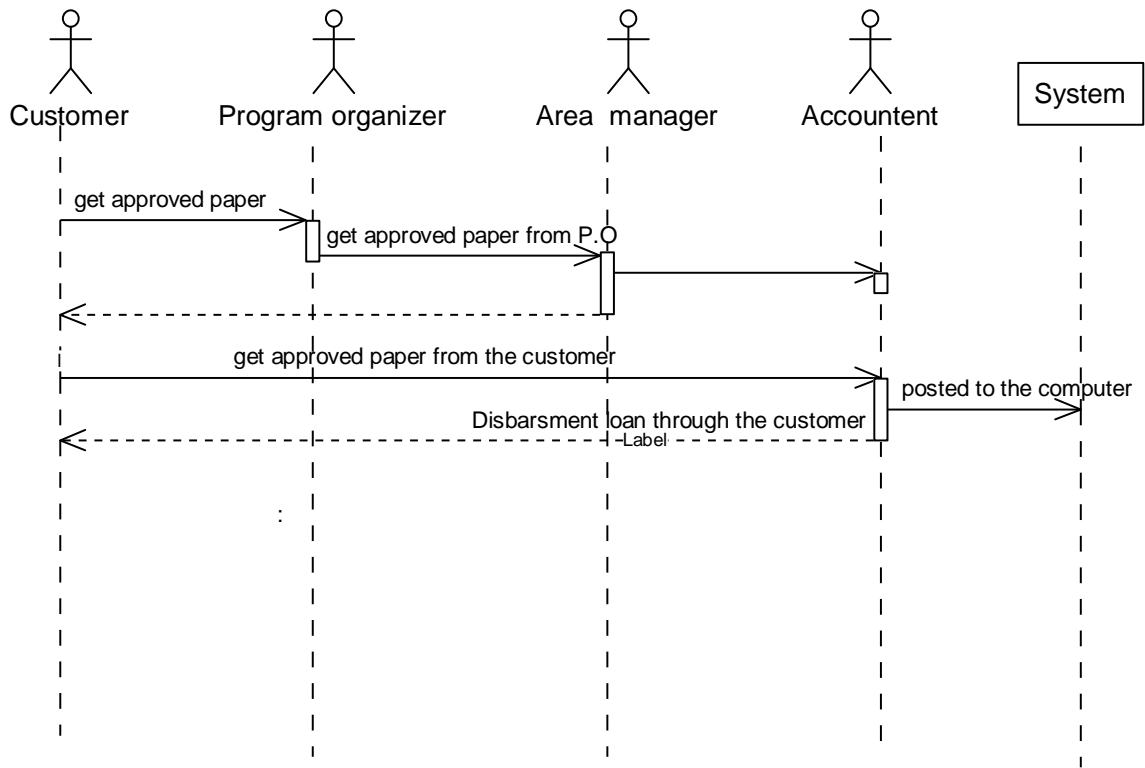 Customer
Program organizer
Area manager
Accountent
System
get approved paper
get approved paper from P.O
get approved paper from the customer
posted to the computer
Disbarsment loan through the customer
Label
: